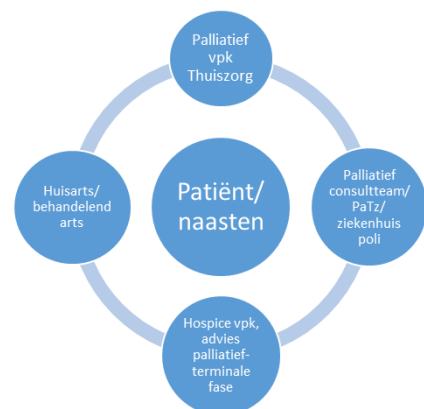 Palliatief
vpk
Thuiszorg
Huisarts/
behandelend
arts
Patiënt/
naasten
Palliatief
consultteam/
PaTz/
ziekenhuis
poli
Hospice vpk,
advies
palliatief-
terminale
fase